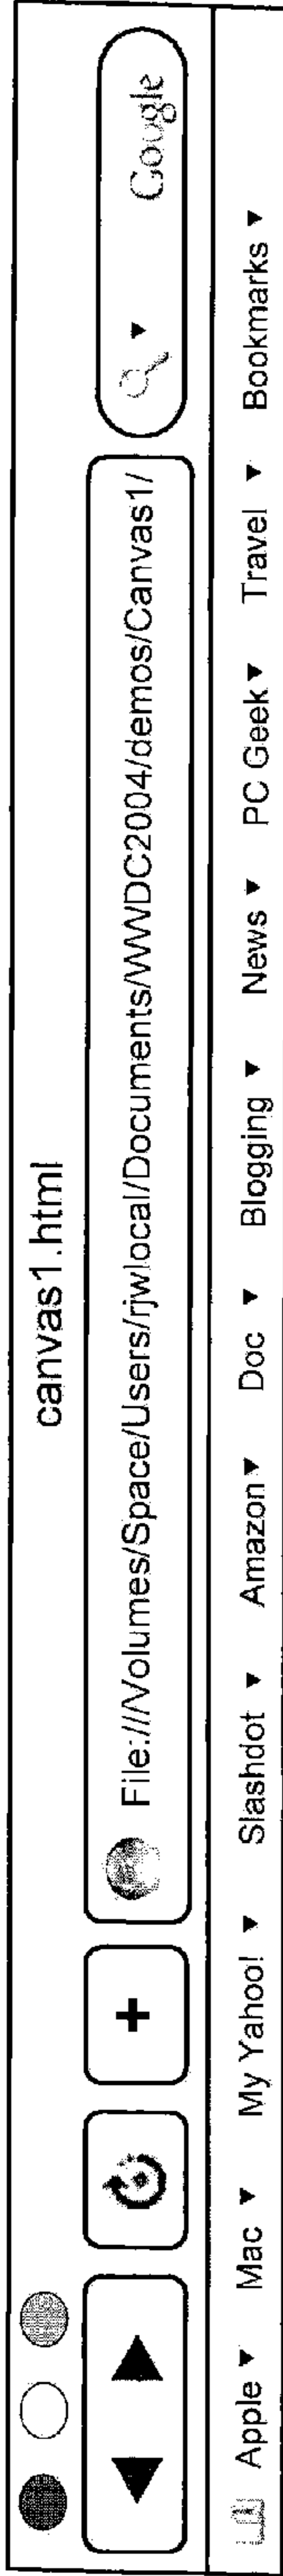 canvas1.html
+ File:///Volumes/Space/Users/rjwlocal/Documents/WWDC2004/demos/Canvas1/ Google
Apple ▼ Mac ▼ My Yahoo! ▼ Slashdot ▼ Amazon ▼ Doc ▼ Blogging ▼ News ▼ PC Geek ▼ Travel ▼ Bookmarks ▼